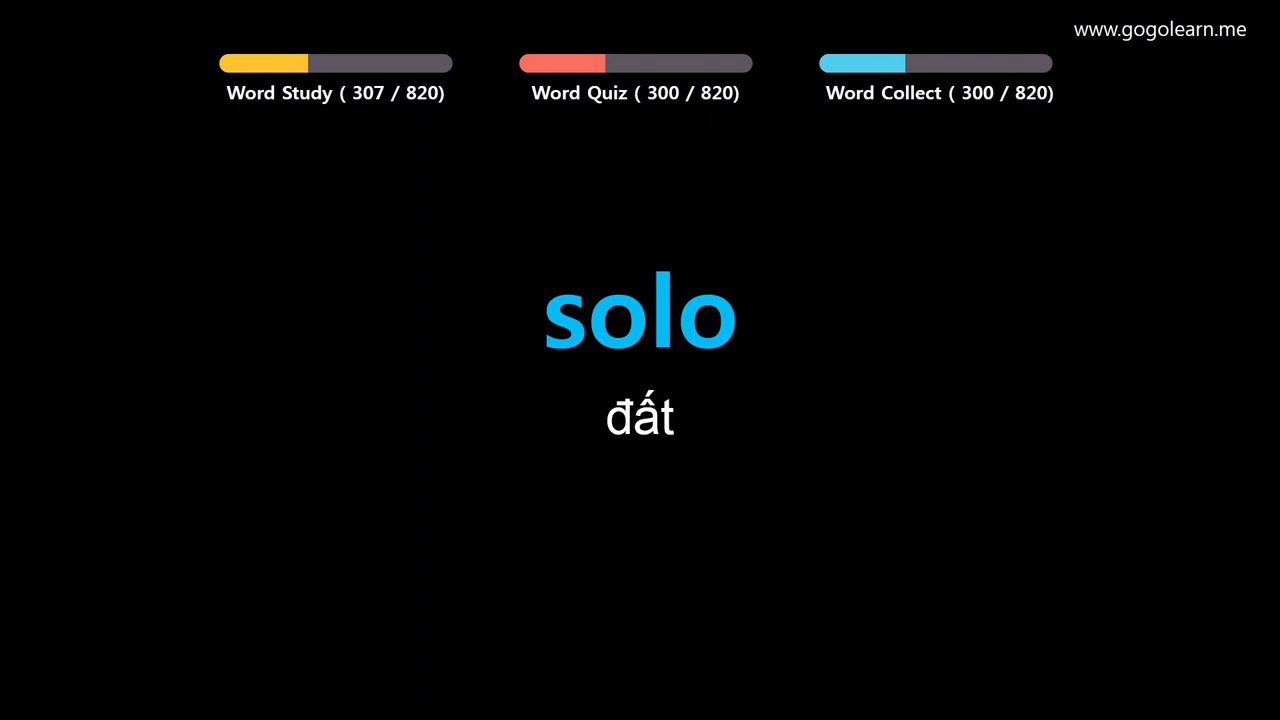 www.gogolearn.me
Word Study ( 307 / 820)
Word Quiz ( 300 / 820)
Word Collect ( 300 / 820)
solo
đất